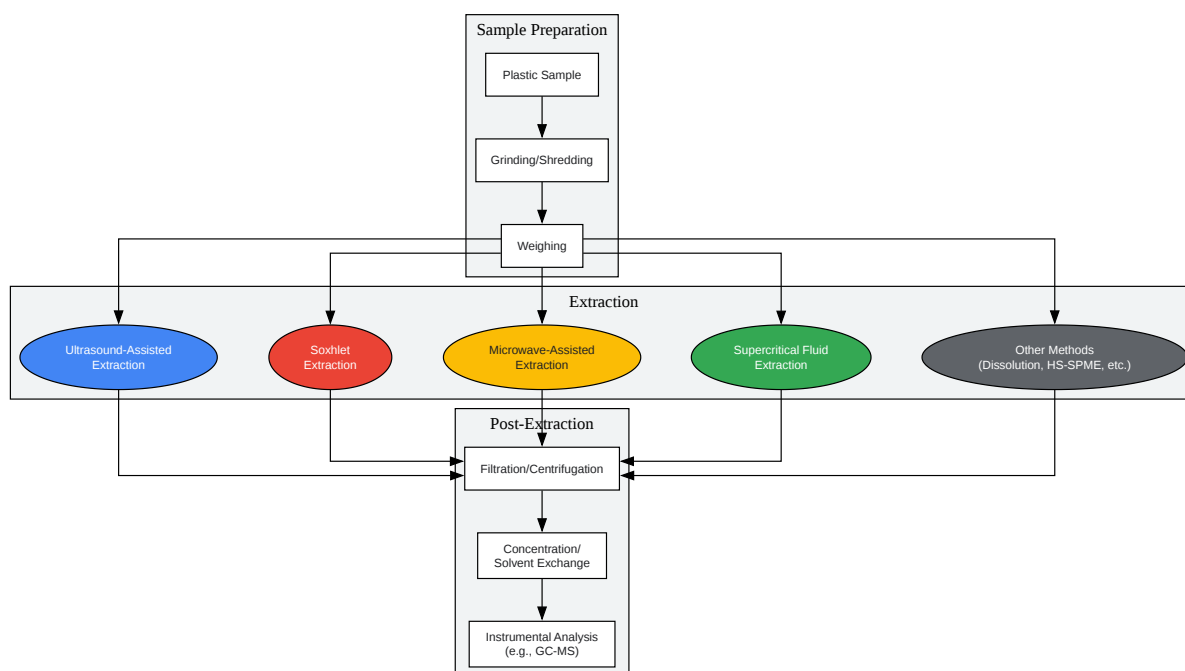 Sample Preparation
Plastic Sample
Grinding/Shredding
Weighing
Extraction
Ultrasound-Assisted
Extraction
Soxhlet
Extraction
Microwave-Assisted
Extraction
Supercritical Fluid
Extraction
Other Methods
(Dissolution, HS-SPME, etc.)
Post-Extraction
Filtration/Centrifugation
Concentration/
Solvent Exchange
Instrumental Analysis
(e.g., GC-MS)